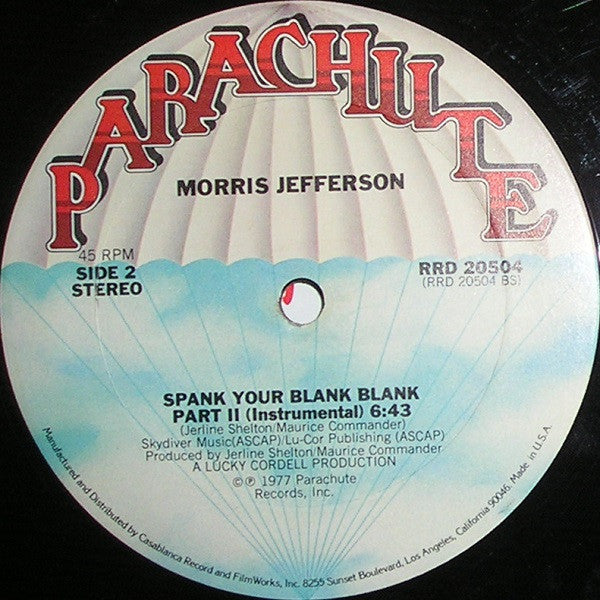 PARACHUTE
MORRIS JEFFERSON
45 RPM
SIDE 2
STEREO
RRD 20504
(RRD 20504 BS)
SPANK YOUR BLANK BLANK
PART II (Instrumental) 6:43
(Jerline Shelton/Maurice Commander)
Skydiver Music(ASCAP)/Lu-Cor Publishing (ASCAP)
Produced by Jerline Shelton/Maurice Commander
A LUCKY CORDELL PRODUCTION
©℗ 1977 Parachute
Records, Inc.
Manufactured and Distributed by Casablanca Record and FilmWorks, Inc. 8255 Sunset Boulevard, Los Angeles, California 90046. Made in U.S.A.